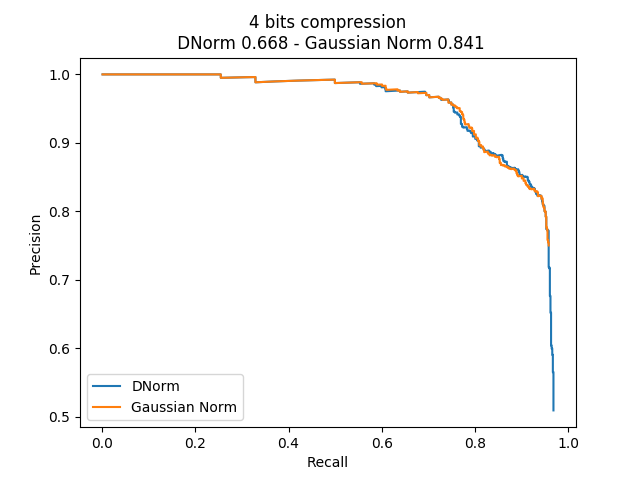 4 bits compression
DNorm 0.668 - Gaussian Norm 0.841
1.0
0.9
0.8
0.7
0.6
0.5
Precision
DNorm
Gaussian Norm
0.0 0.2 0.4 0.6 0.8 1.0
Recall